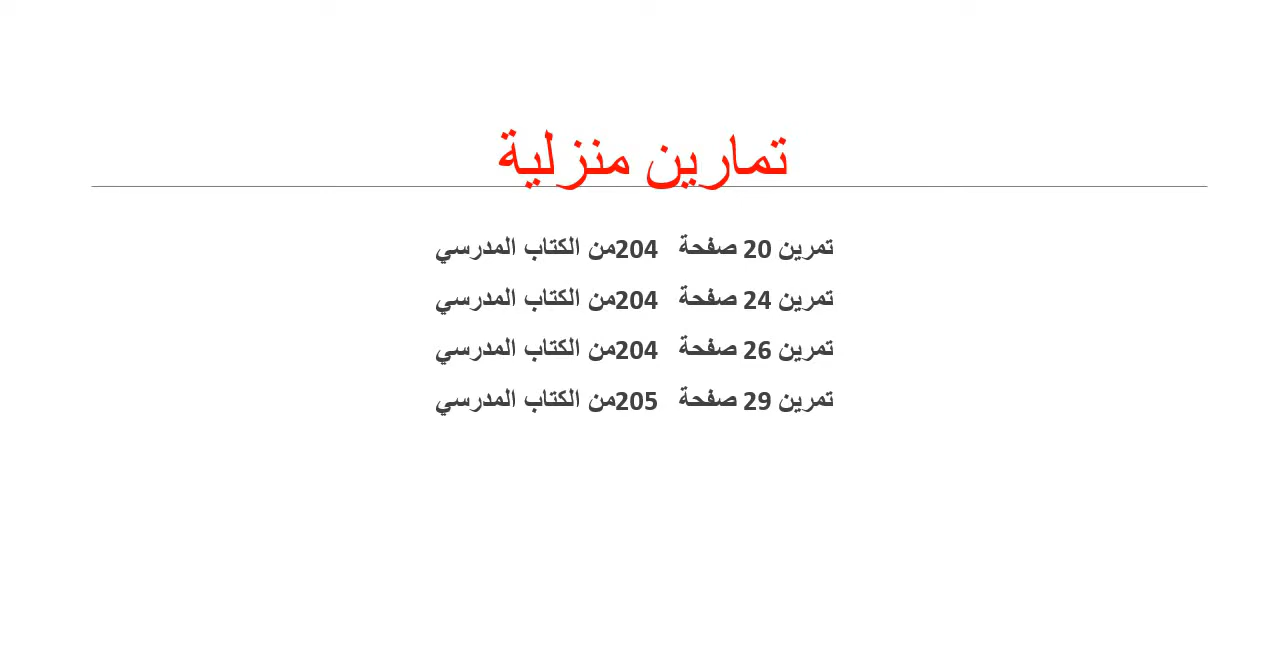 تمارين منزلية
تمرين 20 صفحة 204من الكتاب المدرسي
تمرين 24 صفحة 204من الكتاب المدرسي
تمرين 26 صفحة 204من الكتاب المدرسي
تمرين 29 صفحة 205من الكتاب المدرسي